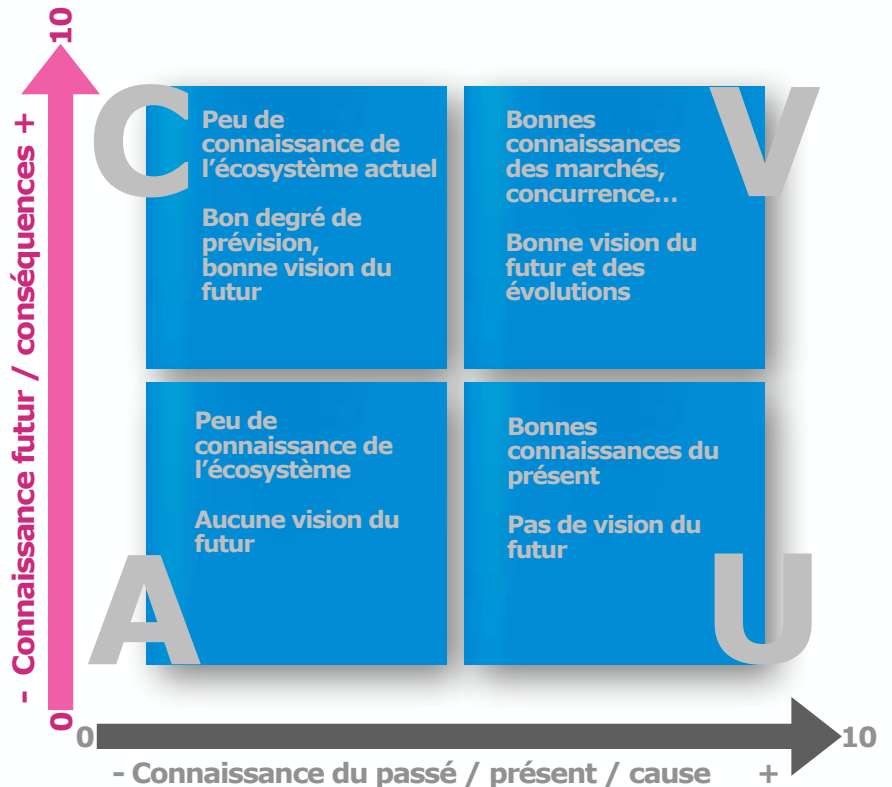 10
- Connaissance futur / conséquences +
0
C
Peu de
connaissance de
l’écosystème actuel
Bon degré de
prévision,
bonne vision du
futur
V
Bonnes
connaissances
des marchés,
concurrence…
Bonne vision du
futur et des
évolutions
A
Peu de
connaissance de
l’écosystème
Aucune vision du
futur
U
Bonnes
connaissances du
présent
Pas de vision du
futur
0
10
- Connaissance du passé / présent / cause +